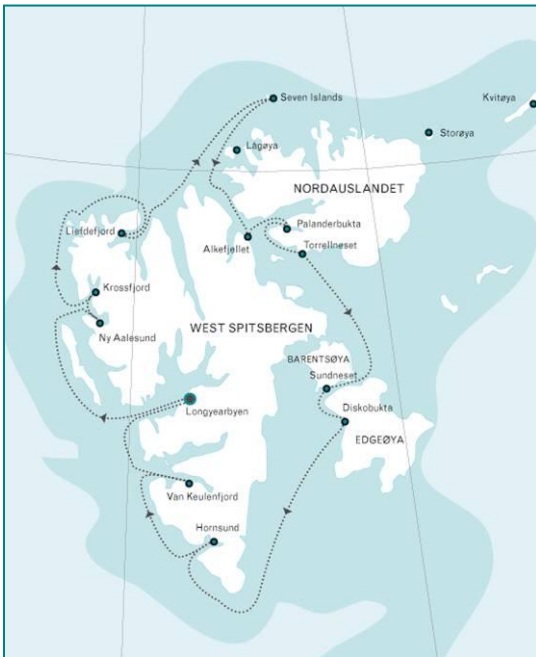 Seven Islands
Kvitøya
Storøya
Lågøya
NORDAUSLANDET
Liefdefjord
Palanderbukta
Alkefjellet
Torrellneset
Krossfjord
Ny Aalesund
WEST SPITSBERGEN
BARENTSØYA
Sundneset
Longyearbyen
Diskobukta
EDGEØYA
Van Keulenfjord
Hornsund